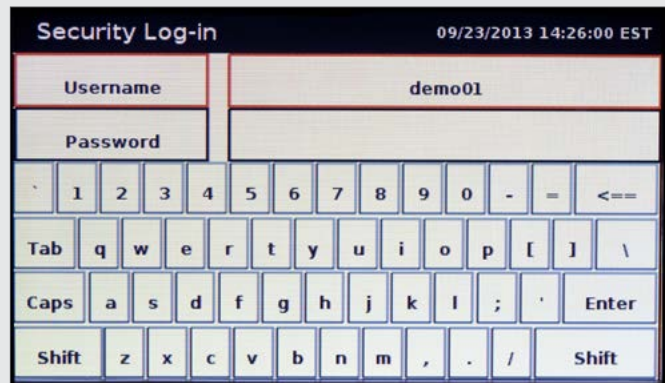 Security Log-in 09/23/2013 14:26:00 EST
Username demo01
Password
` 1 2 3 4 5 6 7 8 9 0 - = <==
Tab q w e r t y u i o p [ ] \
Caps a s d f g h j k l ; ' Enter
Shift z x c v b n m , . / Shift